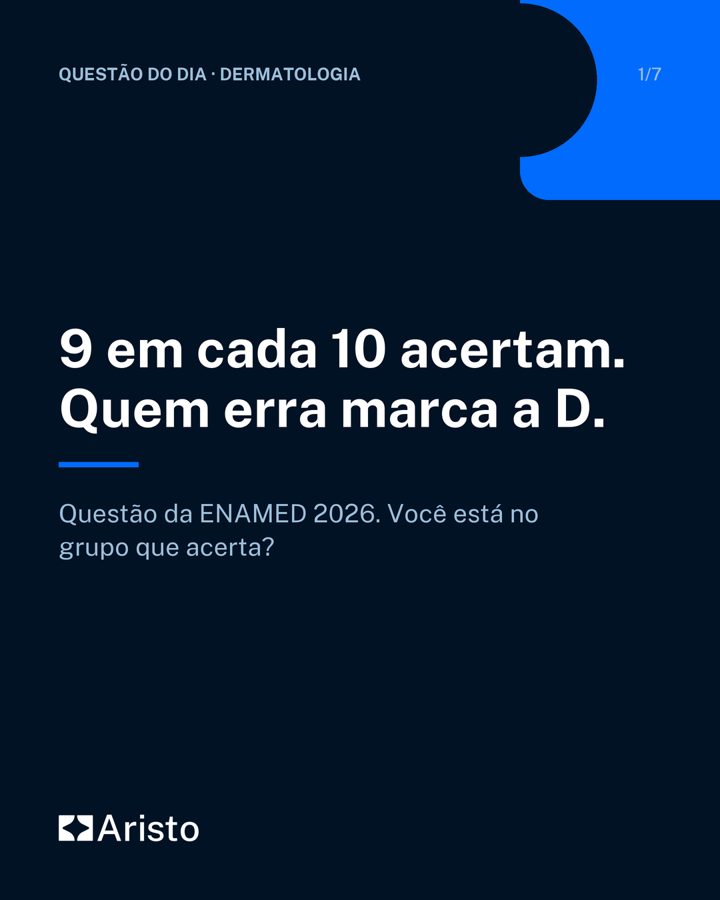 QUESTÃO DO DIA · DERMATOLOGIA
1/7
9 em cada 10 acertam.
Quem erra marca a D.
Questão da ENAMED 2026. Você está no
grupo que acerta?
Aristo